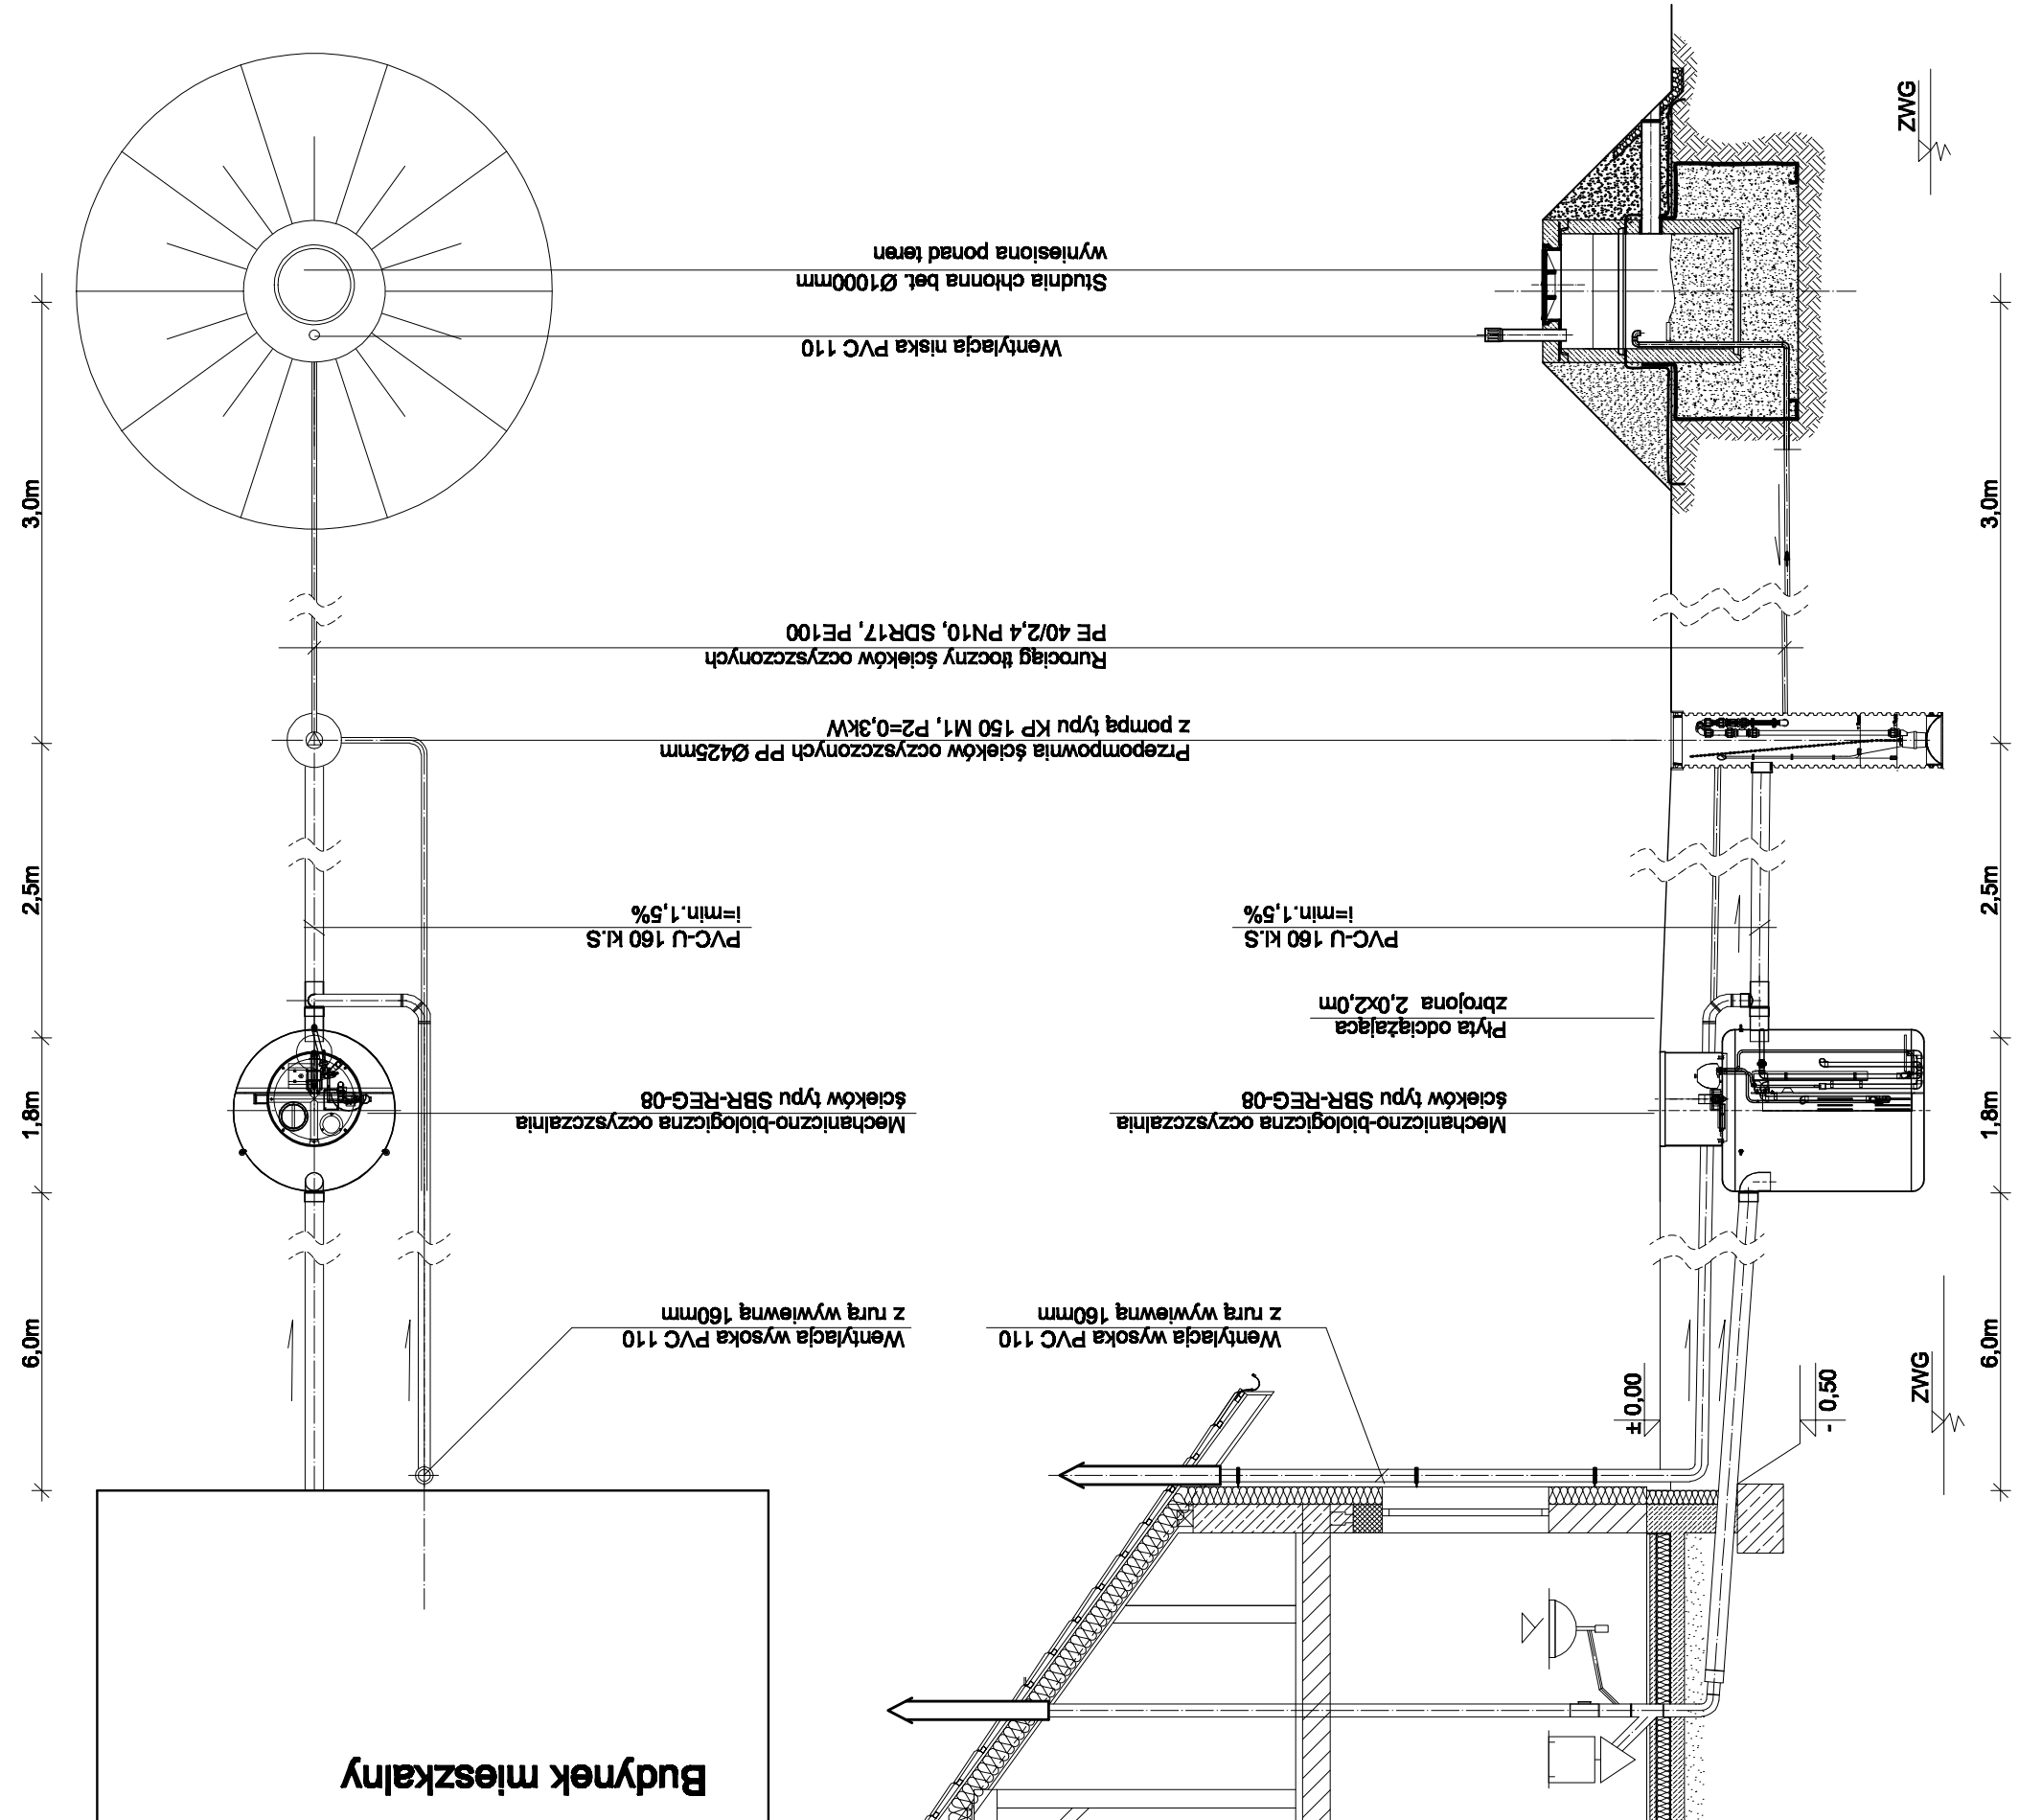 ZWG
Studnia chłonna bet. Ø1000mm
wyniesiona ponad teren
Wentylacja niska PVC 110
3,0m
3,0m
Rurociąg tłoczny ścieków oczyszczonych
PE 40/2,4 PN10, SDR17, PE100
Przepompownia ścieków oczyszczonych PP Ø425mm
z pompą typu KP 150 M1, P2=0,3kW
2,5m
2,5m
PVC-U 160 kl.S
i=min.1,5%
PVC-U 160 kl.S
i=min.1,5%
Płyta odciążająca
zbrojona 2,0x2,0m
1,8m
Mechaniczno-biologiczna oczyszczalnia
ścieków typu SBR-REG-08
Mechaniczno-biologiczna oczyszczalnia
ścieków typu SBR-REG-08
1,8m
6,0m
Wentylacja wysoka PVC 110
z rurą wywiewną 160mm
Wentylacja wysoka PVC 110
z rurą wywiewną 160mm
6,0m
± 0,00
- 0,50
ZWG
Budynek mieszkalny